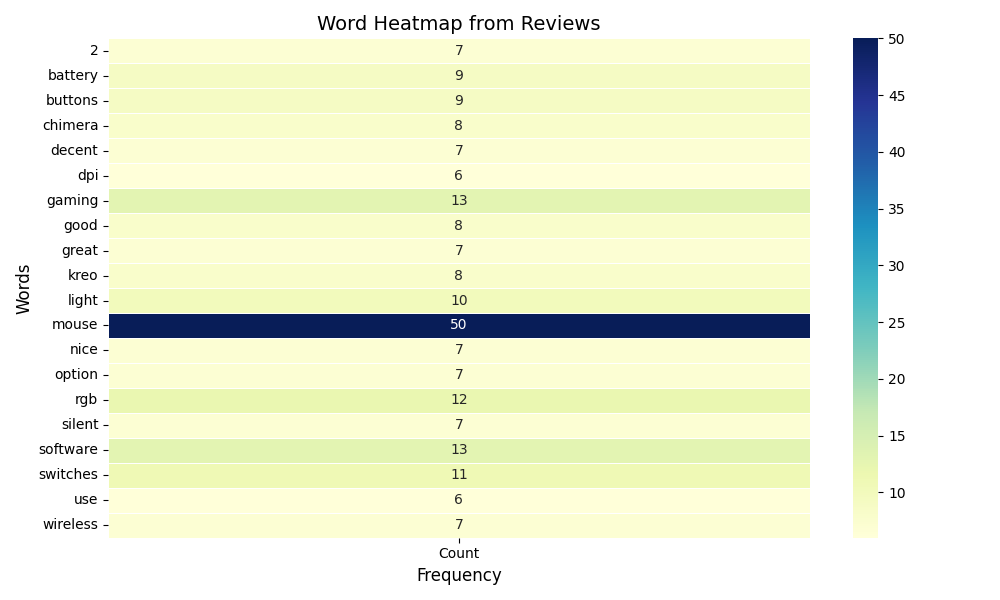 Word Heatmap from Reviews
Words
2 7
battery 9
buttons 9
chimera 8
decent 7
dpi 6
gaming 13
good 8
great 7
kreo 8
light 10
mouse 50
nice 7
option 7
rgb 12
silent 7
software 13
switches 11
use 6
wireless 7
Count
Frequency
50
45
40
35
30
25
20
15
10